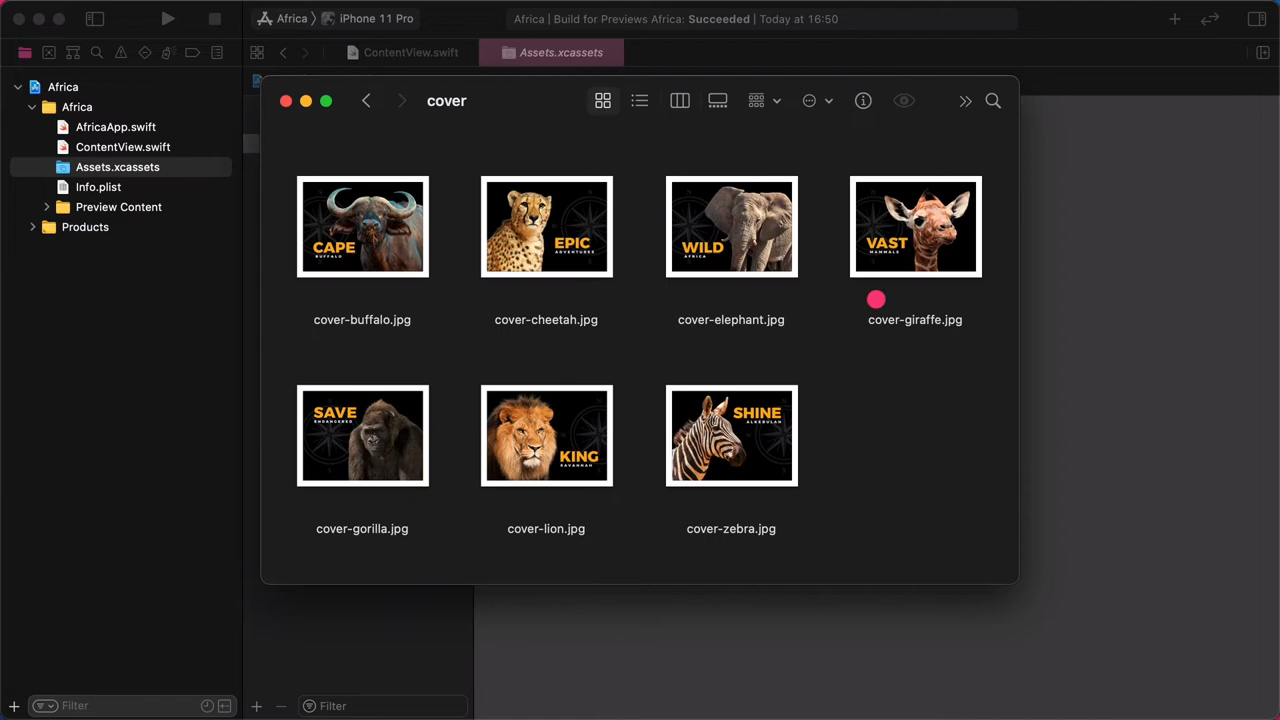 Africa
iPhone 11 Pro
Africa | Build for Previews Africa: Succeeded | Today at 16:50
ContentView.swift
Assets.xcassets
Africa
Africa
AfricaApp.swift
ContentView.swift
Assets.xcassets
Info.plist
Preview Content
Products
cover
CAPE
BUFFALO
EPIC
ADVENTURES
WILD
AFRICA
VAST
MAMMALS
cover-buffalo.jpg
cover-cheetah.jpg
cover-elephant.jpg
cover-giraffe.jpg
SAVE
ENDANGERED
KING
SAVANNAH
SHINE
ALKEBULAN
cover-gorilla.jpg
cover-lion.jpg
cover-zebra.jpg
Filter
Filter